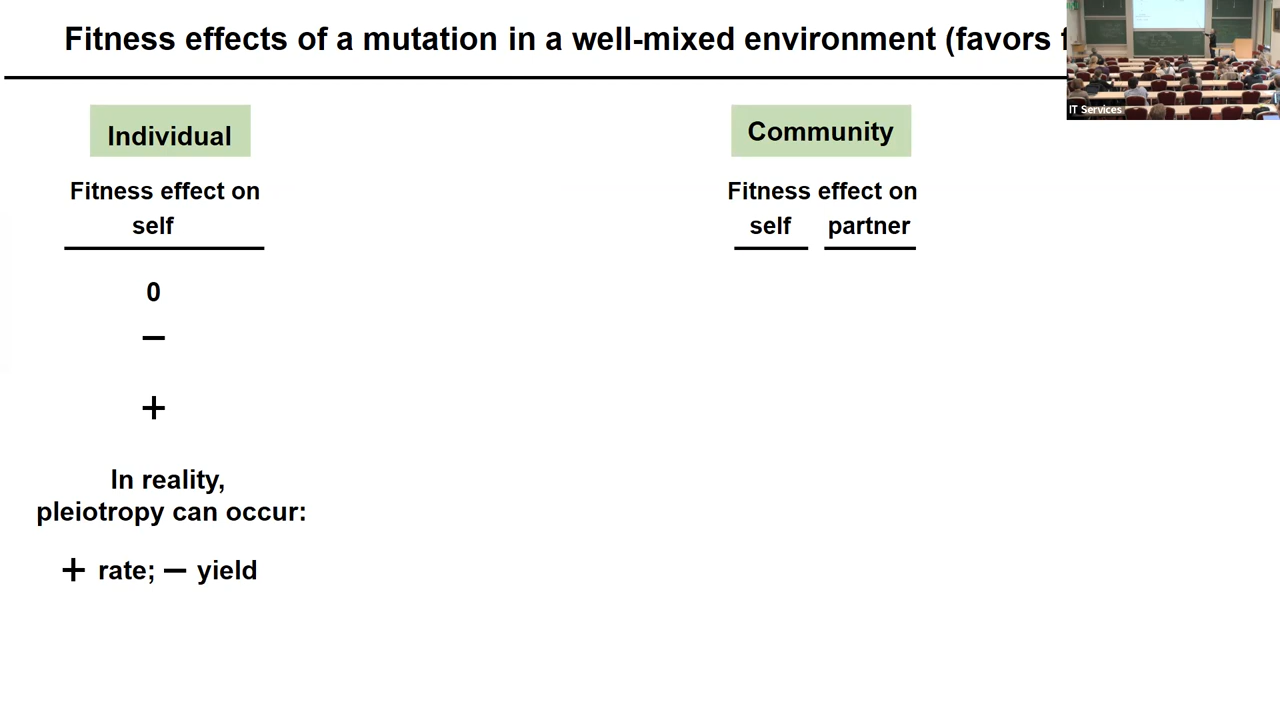 Fitness effects of a mutation in a well-mixed environment (favors
IT Services
Individual
Fitness effect on
self
0
−
+
In reality,
pleiotropy can occur:
+ rate; − yield
Community
Fitness effect on
self partner